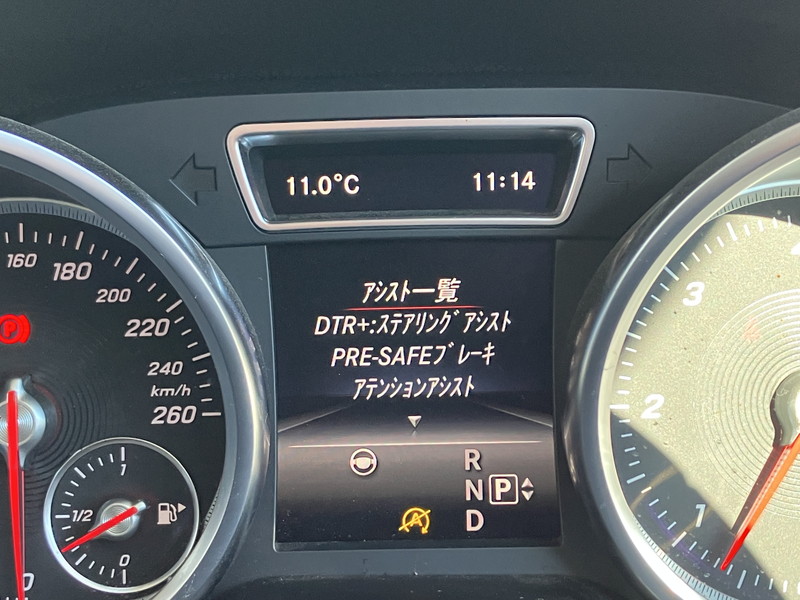 11.0°C 11:14
アシスト一覧
DTR+:ステアリングアシスト
PRE-SAFEブレーキ
アテンションアシスト
R
N P
D
160
180
200
220
240
km/h
260
1
1/2
0
0
P
A
3
2
1